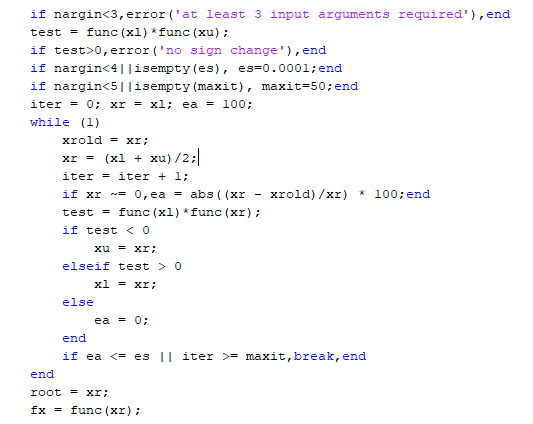 if nargin<3,error('at least 3 input arguments required'),end
test = func(xl)*func(xu);
if test>0,error('no sign change'),end
if nargin<4||isempty(es), es=0.0001;end
if nargin<5||isempty(maxit), maxit=50;end
iter = 0; xr = xl; ea = 100;
while (1)
    xrold = xr;
    xr = (xl + xu)/2;
    iter = iter + 1;
    if xr ~= 0,ea = abs((xr - xrold)/xr) * 100;end
    test = func(xl)*func(xr);
    if test < 0
        xu = xr;
    elseif test > 0
        xl = xr;
    else
        ea = 0;
    end
    if ea <= es || iter >= maxit,break,end
end
root = xr;
fx = func(xr);